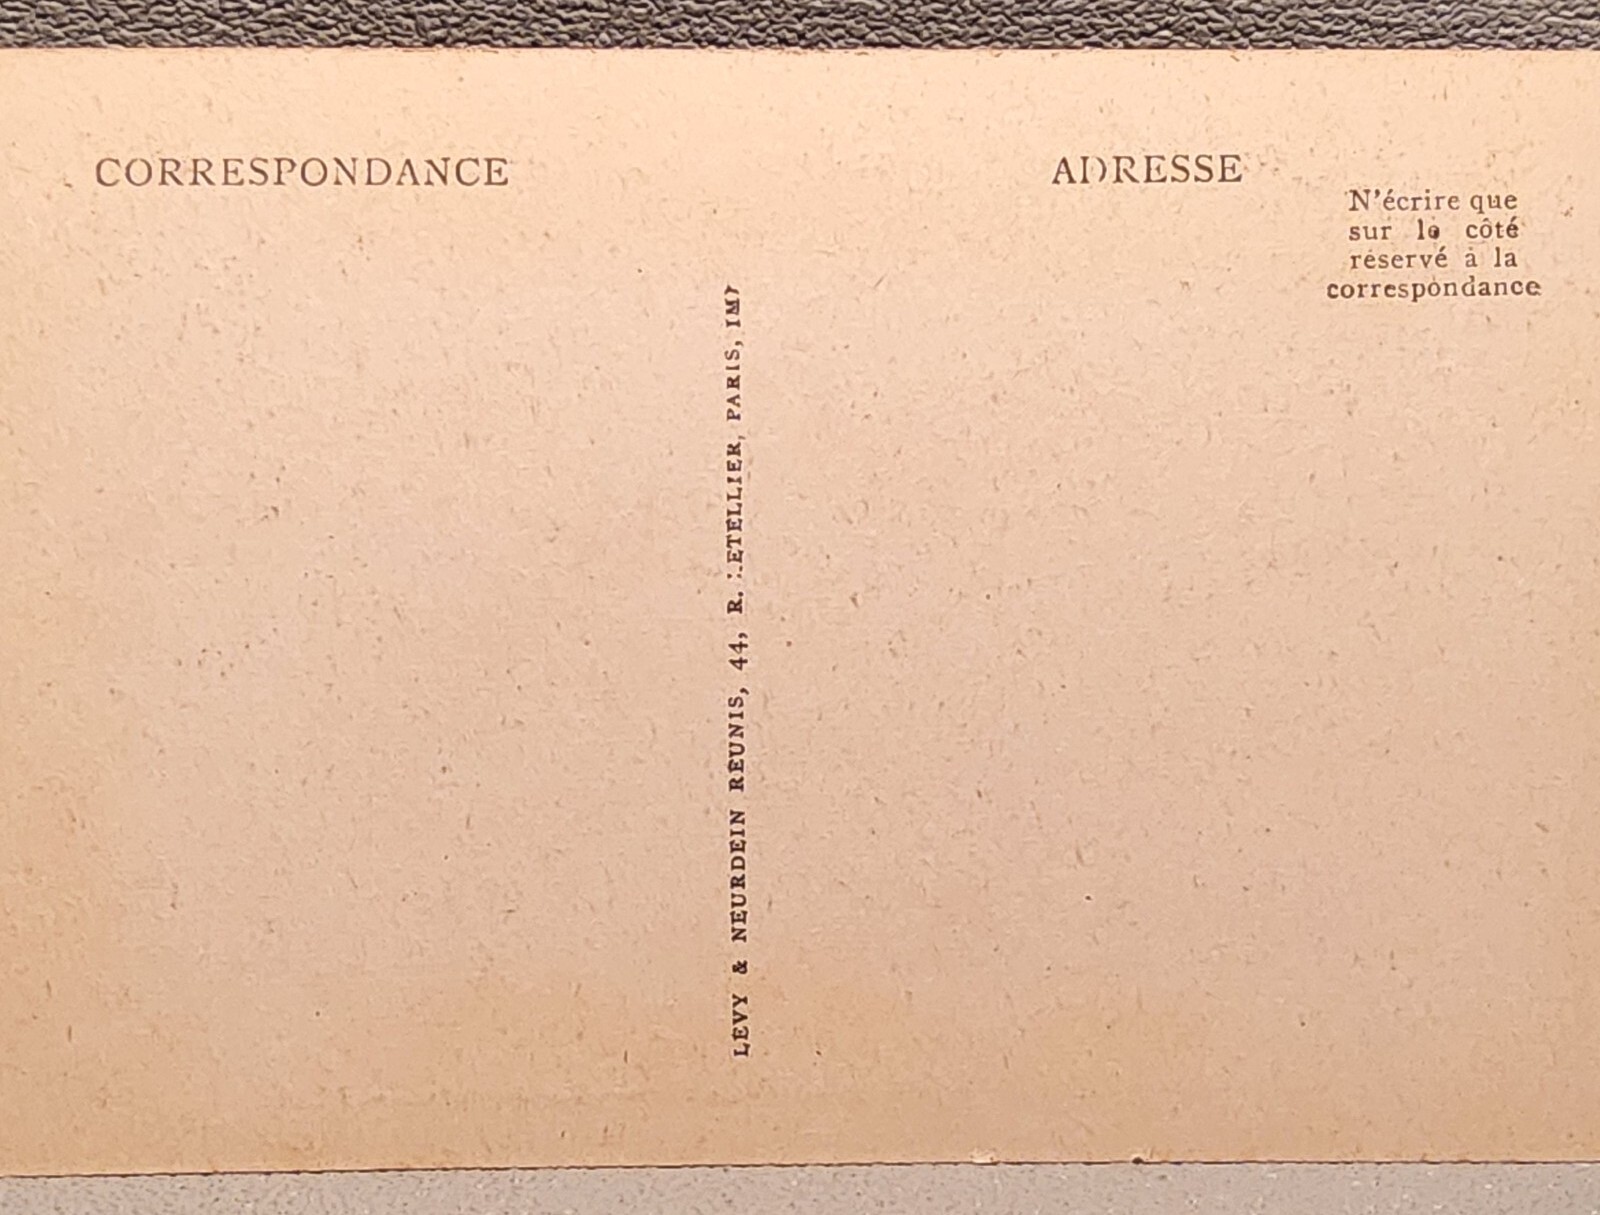 CORRESPONDANCE
ADRESSE
N'écrire que
sur le côté
réservé à la
correspondance
LEVY & NEURDEIN REUNIS, 44, R. LETELLIER, PARIS, IMP